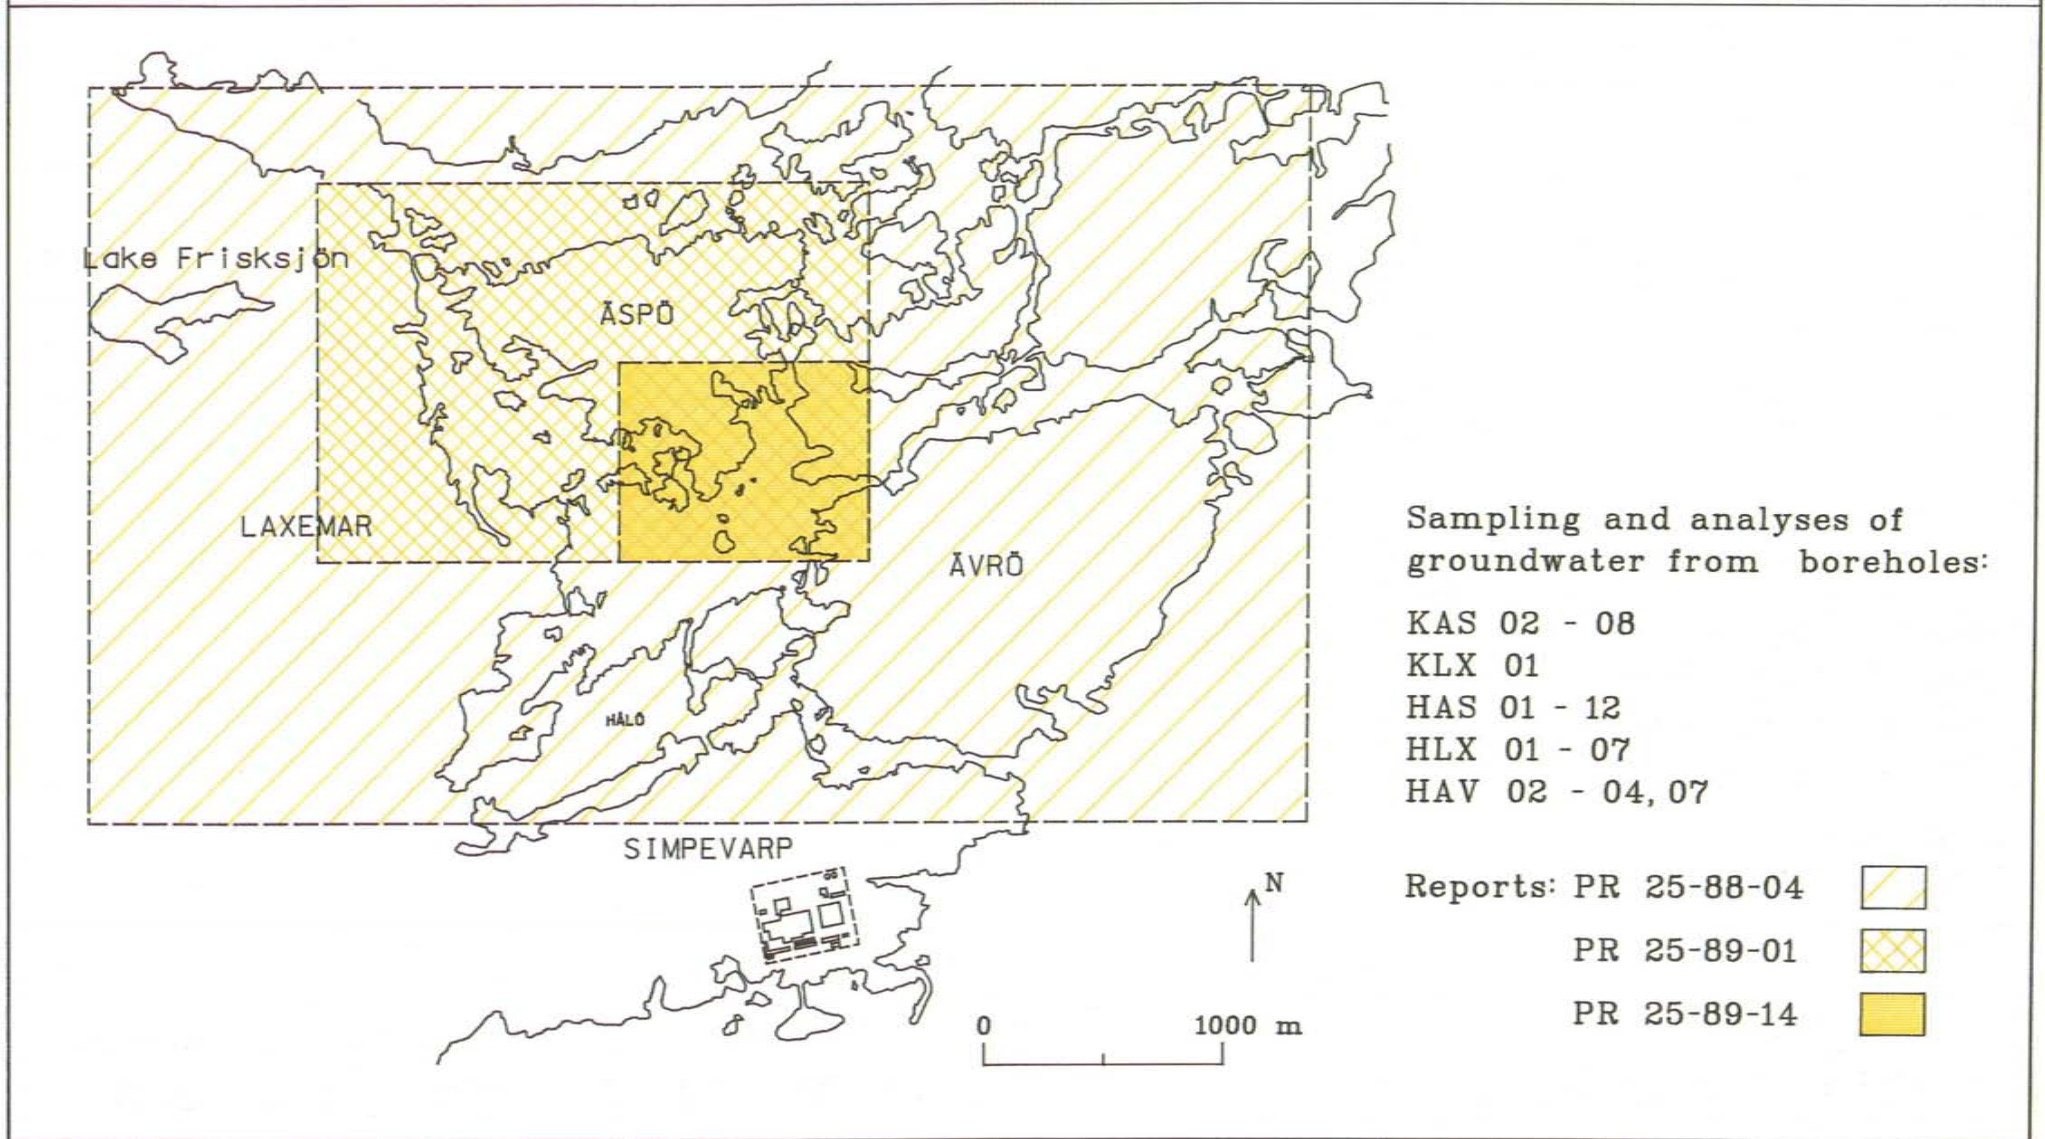 Lake Frisksjön
ÄSPÖ
LAXEMAR
ÄVRÖ
HÅLÖ
SIMPEVARP
N
0 1000 m
Sampling and analyses of
groundwater from boreholes:
KAS 02 - 08
KLX 01
HAS 01 - 12
HLX 01 - 07
HAV 02 - 04, 07
Reports: PR 25-88-04
PR 25-89-01
PR 25-89-14